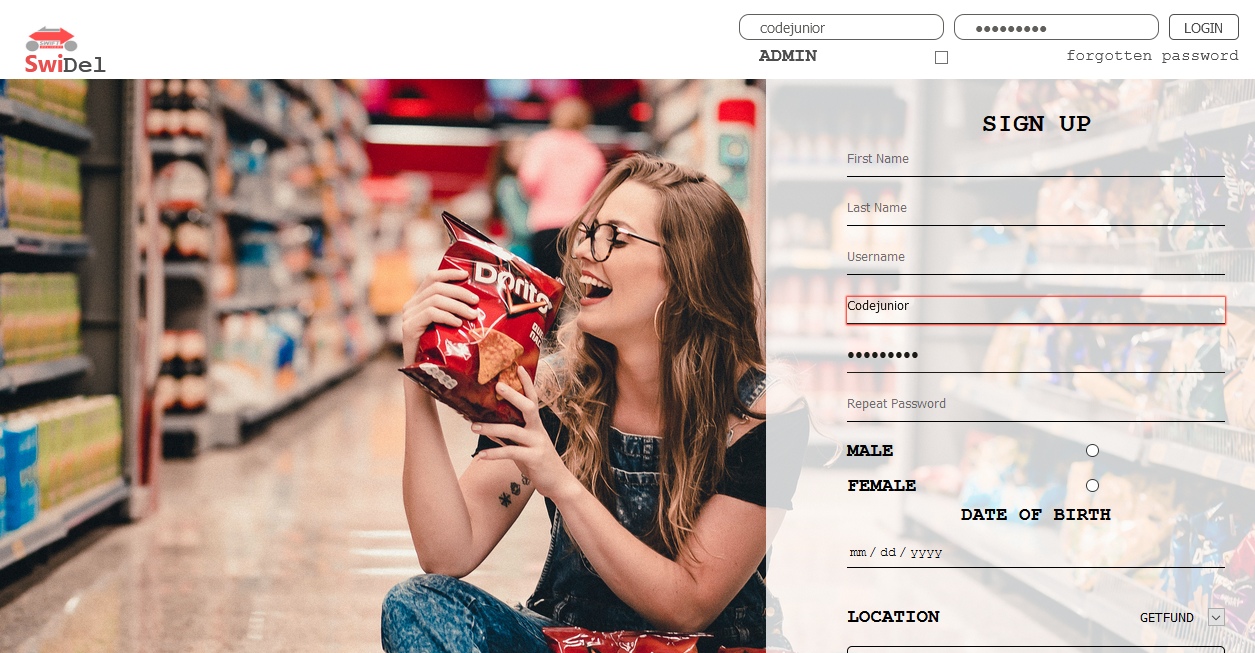 codejunior ●●●●●●●●● LOGIN
ADMIN forgotten password
SWIFT
SwiDel
SIGN UP
First Name
Last Name
Username
Codejunior
●●●●●●●●●
Repeat Password
MALE
FEMALE
DATE OF BIRTH
mm / dd / yyyy
LOCATION GETFUND
Doritos